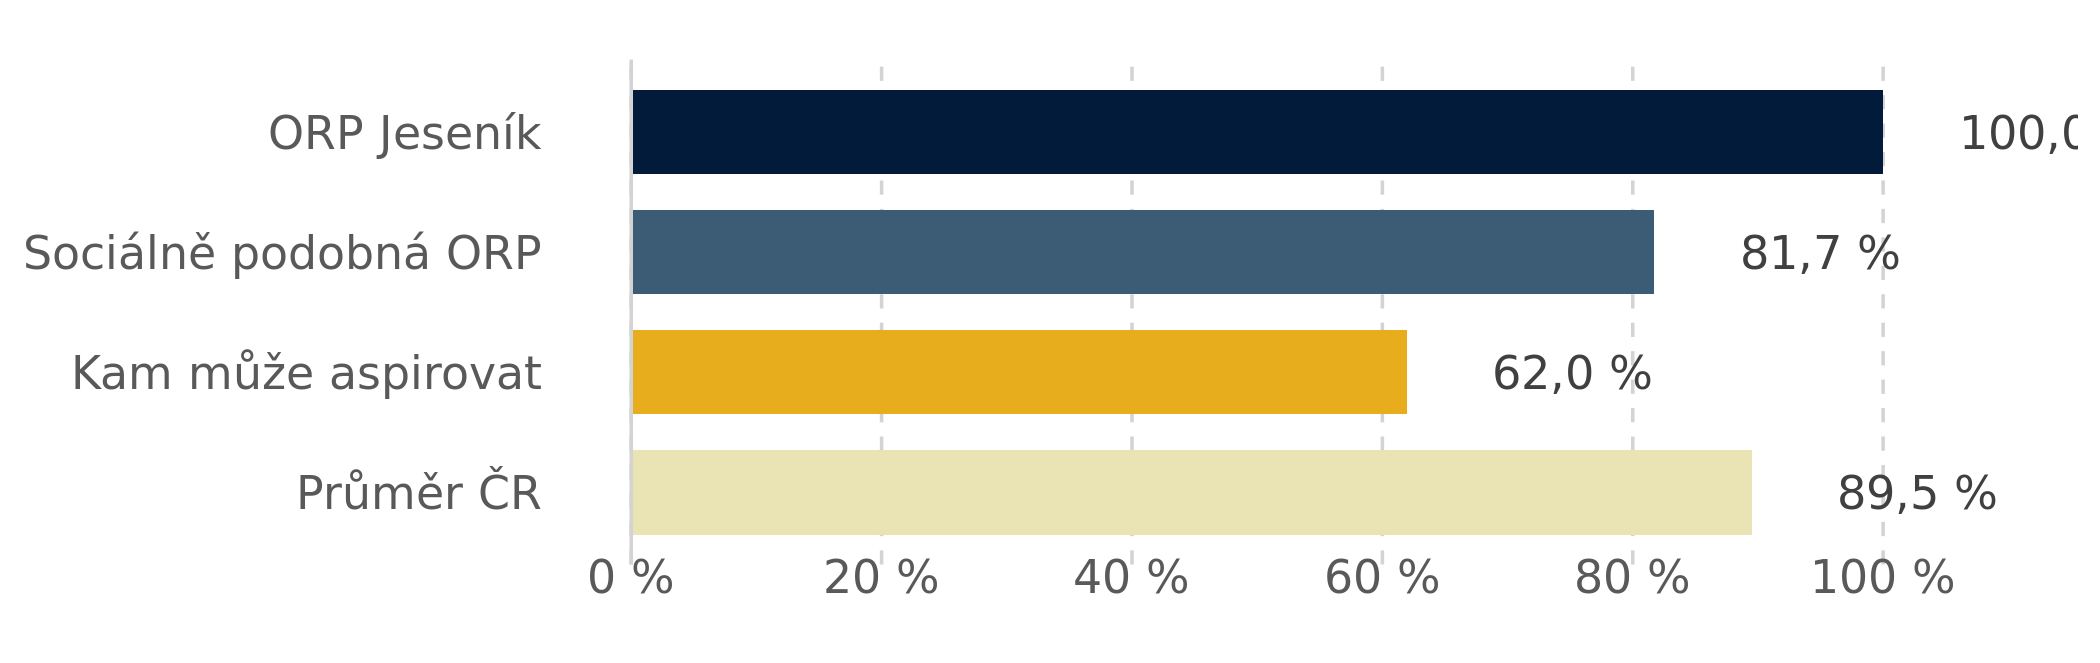 ORP Jeseník 100,0
Sociálně podobná ORP 81,7 %
Kam může aspirovat 62,0 %
Průměr ČR 89,5 %
0 % 20 % 40 % 60 % 80 % 100 %